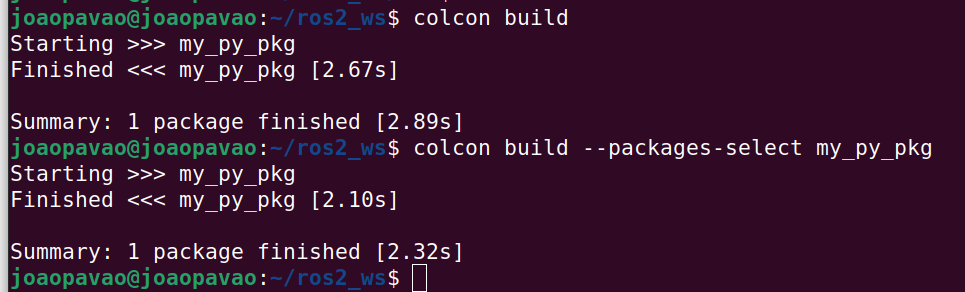 joaopavao@joaopavao:~/ros2_ws$ colcon build
Starting >>> my_py_pkg
Finished <<< my_py_pkg [2.67s]

Summary: 1 package finished [2.89s]
joaopavao@joaopavao:~/ros2_ws$ colcon build --packages-select my_py_pkg
Starting >>> my_py_pkg
Finished <<< my_py_pkg [2.10s]

Summary: 1 package finished [2.32s]
joaopavao@joaopavao:~/ros2_ws$